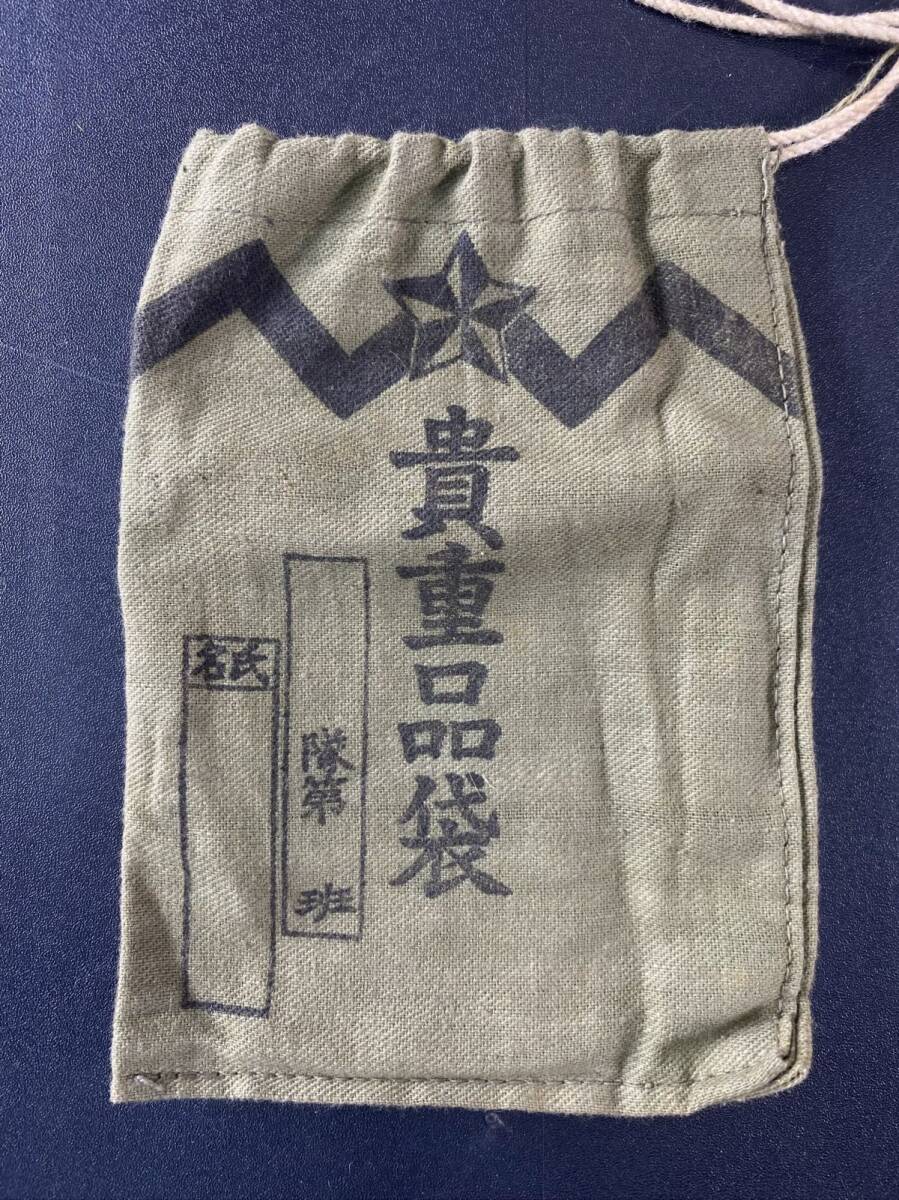 貴重品袋
隊第　班
氏名